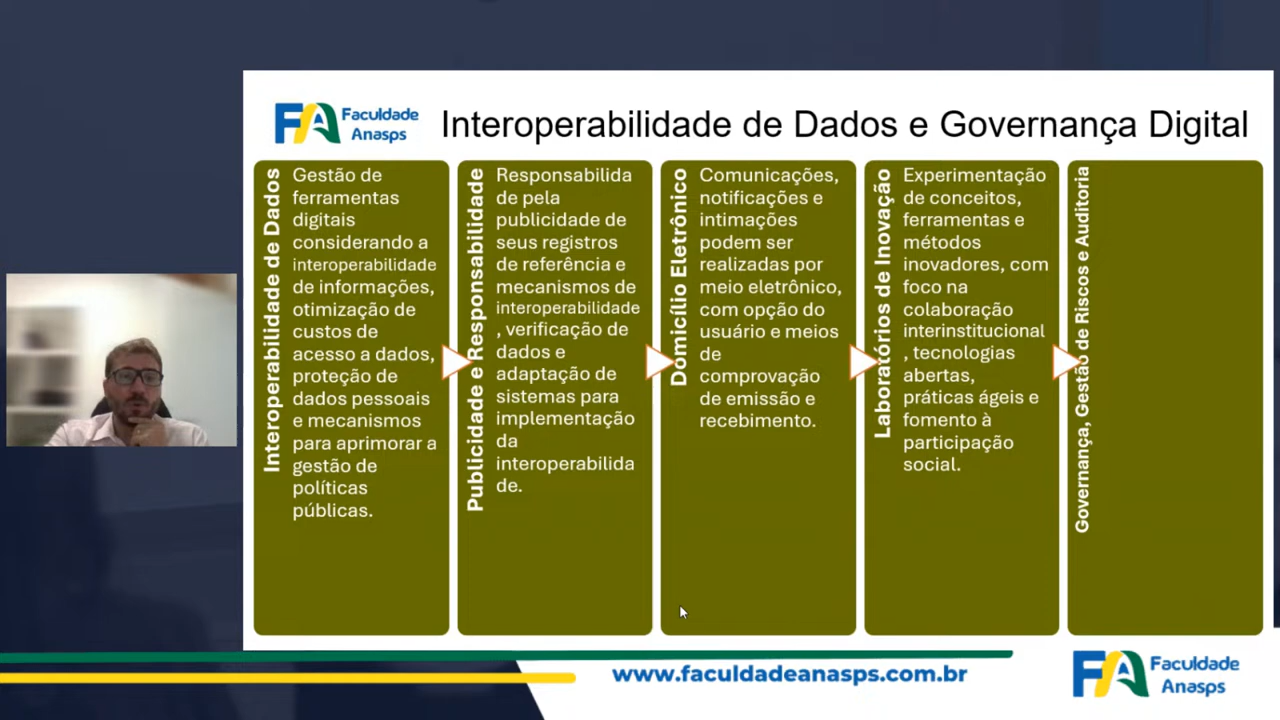 Faculdade
Anasps
Interoperabilidade de Dados e Governança Digital
Interoperabilidade de Dados
Gestão de
ferramentas
digitais
considerando a
interoperabilidade
de informações,
otimização de
custos de
acesso a dados,
proteção de
dados pessoais
e mecanismos
para aprimorar a
gestão de
políticas
públicas.
Publicidade e Responsabilidade
Responsabilida
de pela
publicidade de
seus registros
de referência e
mecanismos de
interoperabilidade
, verificação de
dados e
adaptação de
sistemas para
implementação
da
interoperabilida
de.
Domicílio Eletrônico
Comunicações,
notificações e
intimações
podem ser
realizadas por
meio eletrônico,
com opção do
usuário e meios
de
comprovação
de emissão e
recebimento.
Laboratórios de Inovação
Experimentação
de conceitos,
ferramentas e
métodos
inovadores, com
foco na
colaboração
interinstitucional
, tecnologias
abertas,
práticas ágeis e
fomento à
participação
social.
Governança, Gestão de Riscos e Auditoria
www.faculdadeanasps.com.br
FA
Faculdade
Anasps